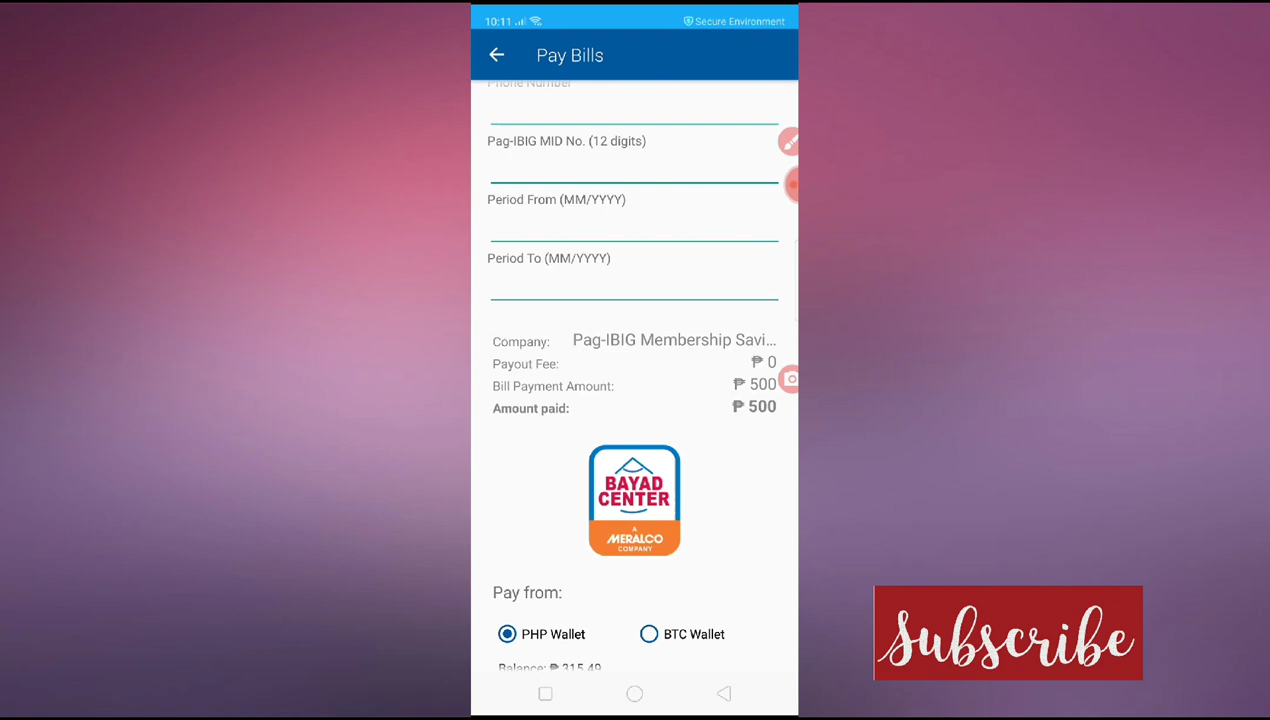 10:11
Secure Environment
Pay Bills
Phone Number
Pag-IBIG MID No. (12 digits)
Period From (MM/YYYY)
Period To (MM/YYYY)
Company: Pag-IBIG Membership Savi...
Payout Fee: ₱ 0
Bill Payment Amount: ₱ 500
Amount paid: ₱ 500
BAYAD
CENTER
A
MERALCO
COMPANY
Pay from:
PHP Wallet
BTC Wallet
Balance: ₱ 315.49
Subscribe